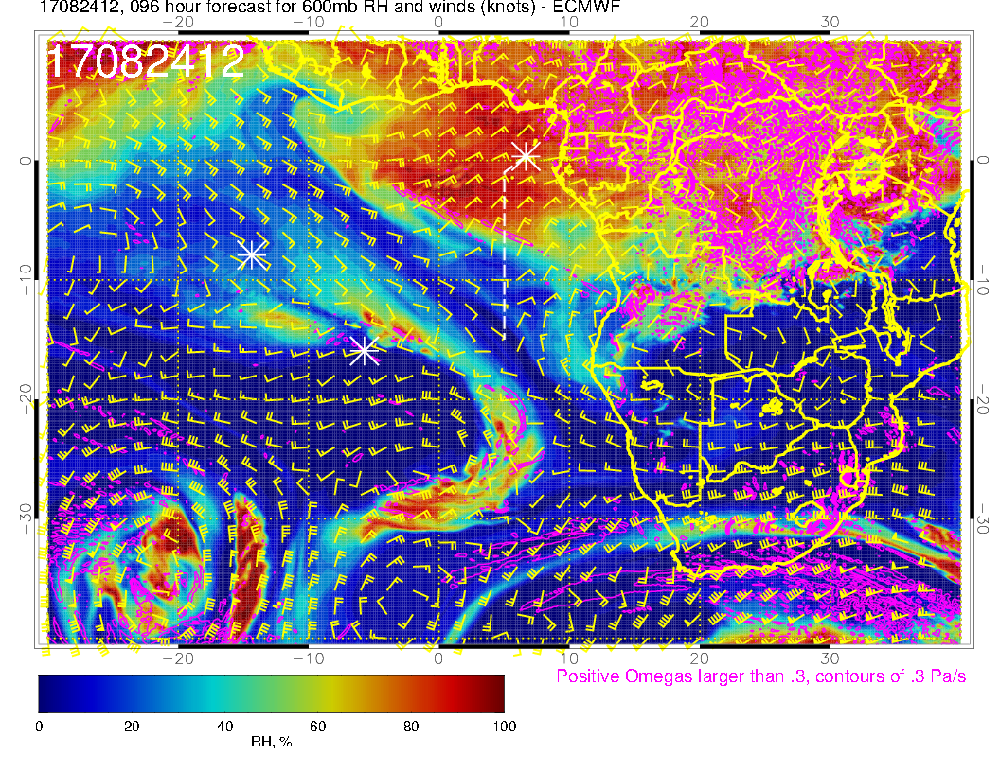 17082412, 096 hour forecast for 600mb RH and winds (knots) - ECMWF
−20 −10 0 10 20 30
17082412
0 0
−10 −10
−20 −20
−30 −30
−20 −10 0 10 20 30
Positive Omegas larger than .3, contours of .3 Pa/s
0 20 40 60 80 100
RH, %